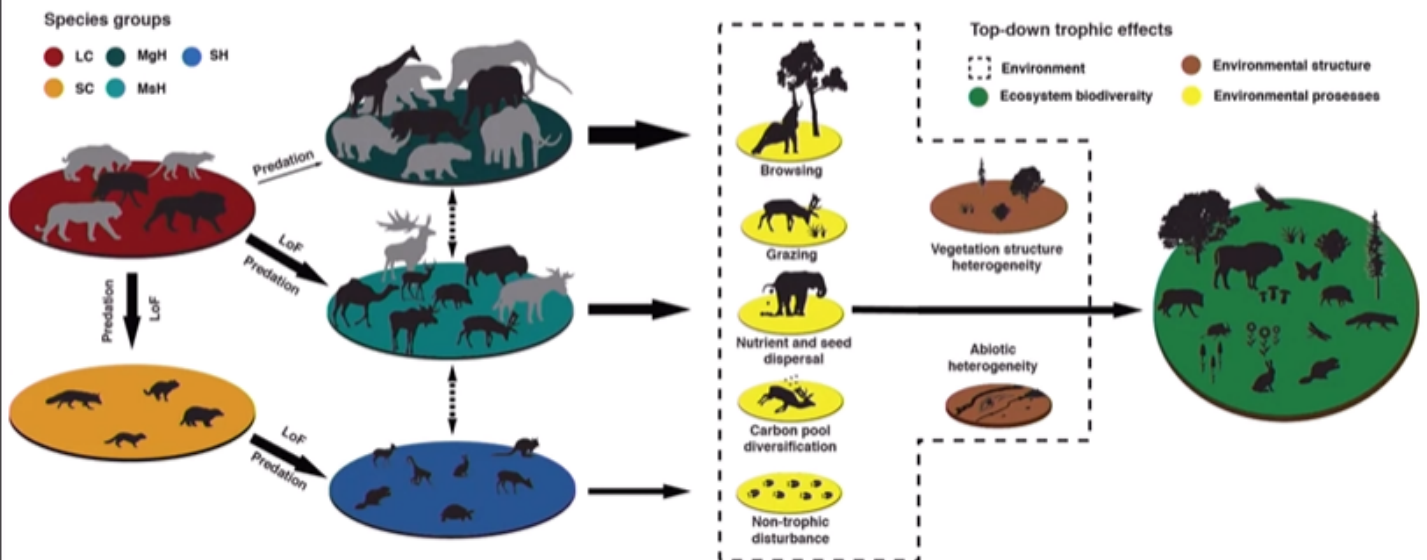 Species groups
LC
MgH
SH
SC
MsH
Predation
LoF
Predation
Predation
LoF
LoF
Predation
Top-down trophic effects
Environment
Environmental structure
Ecosystem biodiversity
Environmental prosesses
Browsing
Grazing
Nutrient and seed
dispersal
Carbon pool
diversification
Non-trophic
disturbance
Vegetation structure
heterogeneity
Abiotic
heterogeneity